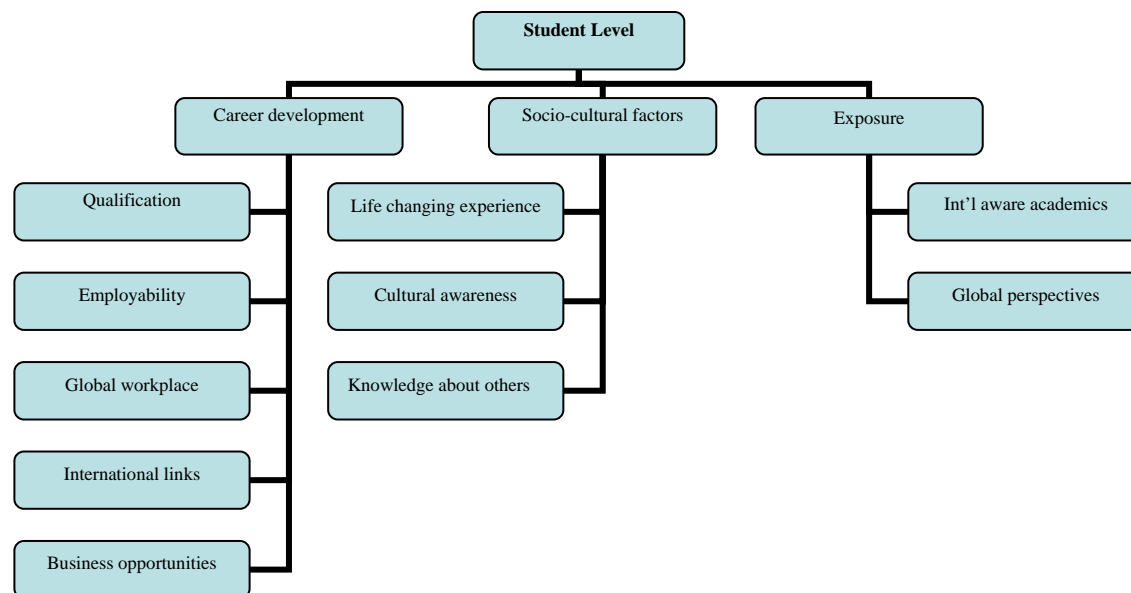 Student Level
Career development
Socio-cultural factors
Exposure
Qualification
Employability
Global workplace
International links
Business opportunities
Life changing experience
Cultural awareness
Knowledge about others
Int’l aware academics
Global perspectives